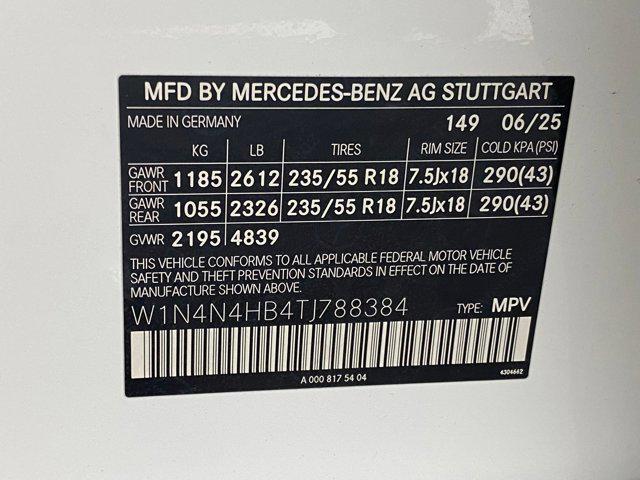 MFD BY MERCEDES-BENZ AG STUTTGART
MADE IN GERMANY 149 06/25
KG LB TIRES RIM SIZE COLD KPA(PSI)
GAWR FRONT 1185 2612 235/55 R18 7.5Jx18 290(43)
GAWR REAR 1055 2326 235/55 R18 7.5Jx18 290(43)
GVWR 2195 4839
THIS VEHICLE CONFORMS TO ALL APPLICABLE FEDERAL MOTOR VEHICLE
SAFETY AND THEFT PREVENTION STANDARDS IN EFFECT ON THE DATE OF
MANUFACTURE
W1N4N4HB4TJ788384 TYPE: MPV
A 000 817 54 04 4304662